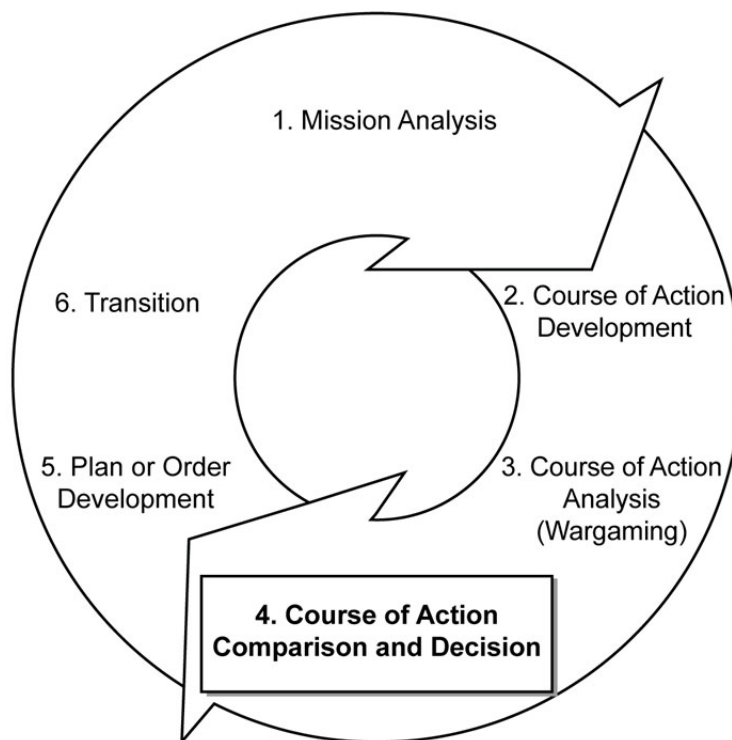 1. Mission Analysis
2. Course of Action
Development
3. Course of Action
Analysis
(Wargaming)
4. Course of Action
Comparison and Decision
5. Plan or Order
Development
6. Transition